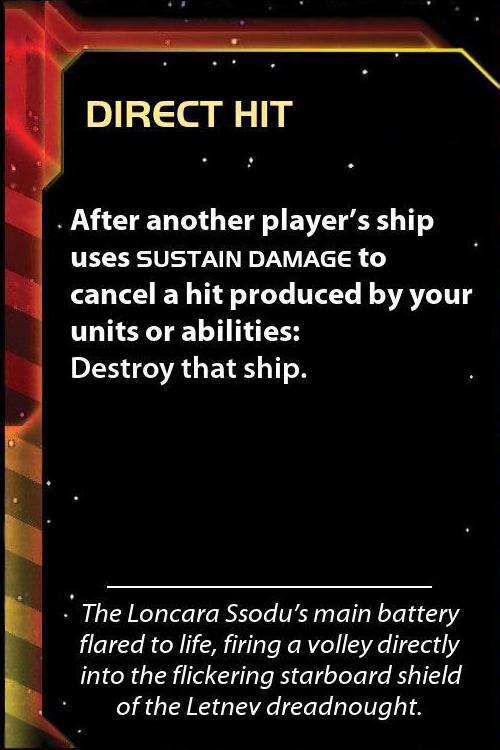 DIRECT HIT
After another player's ship
uses SUSTAIN DAMAGE to
cancel a hit produced by your
units or abilities:
Destroy that ship.
The Loncara Ssodu's main battery
flared to life, firing a volley directly
into the flickering starboard shield
of the Letnev dreadnought.